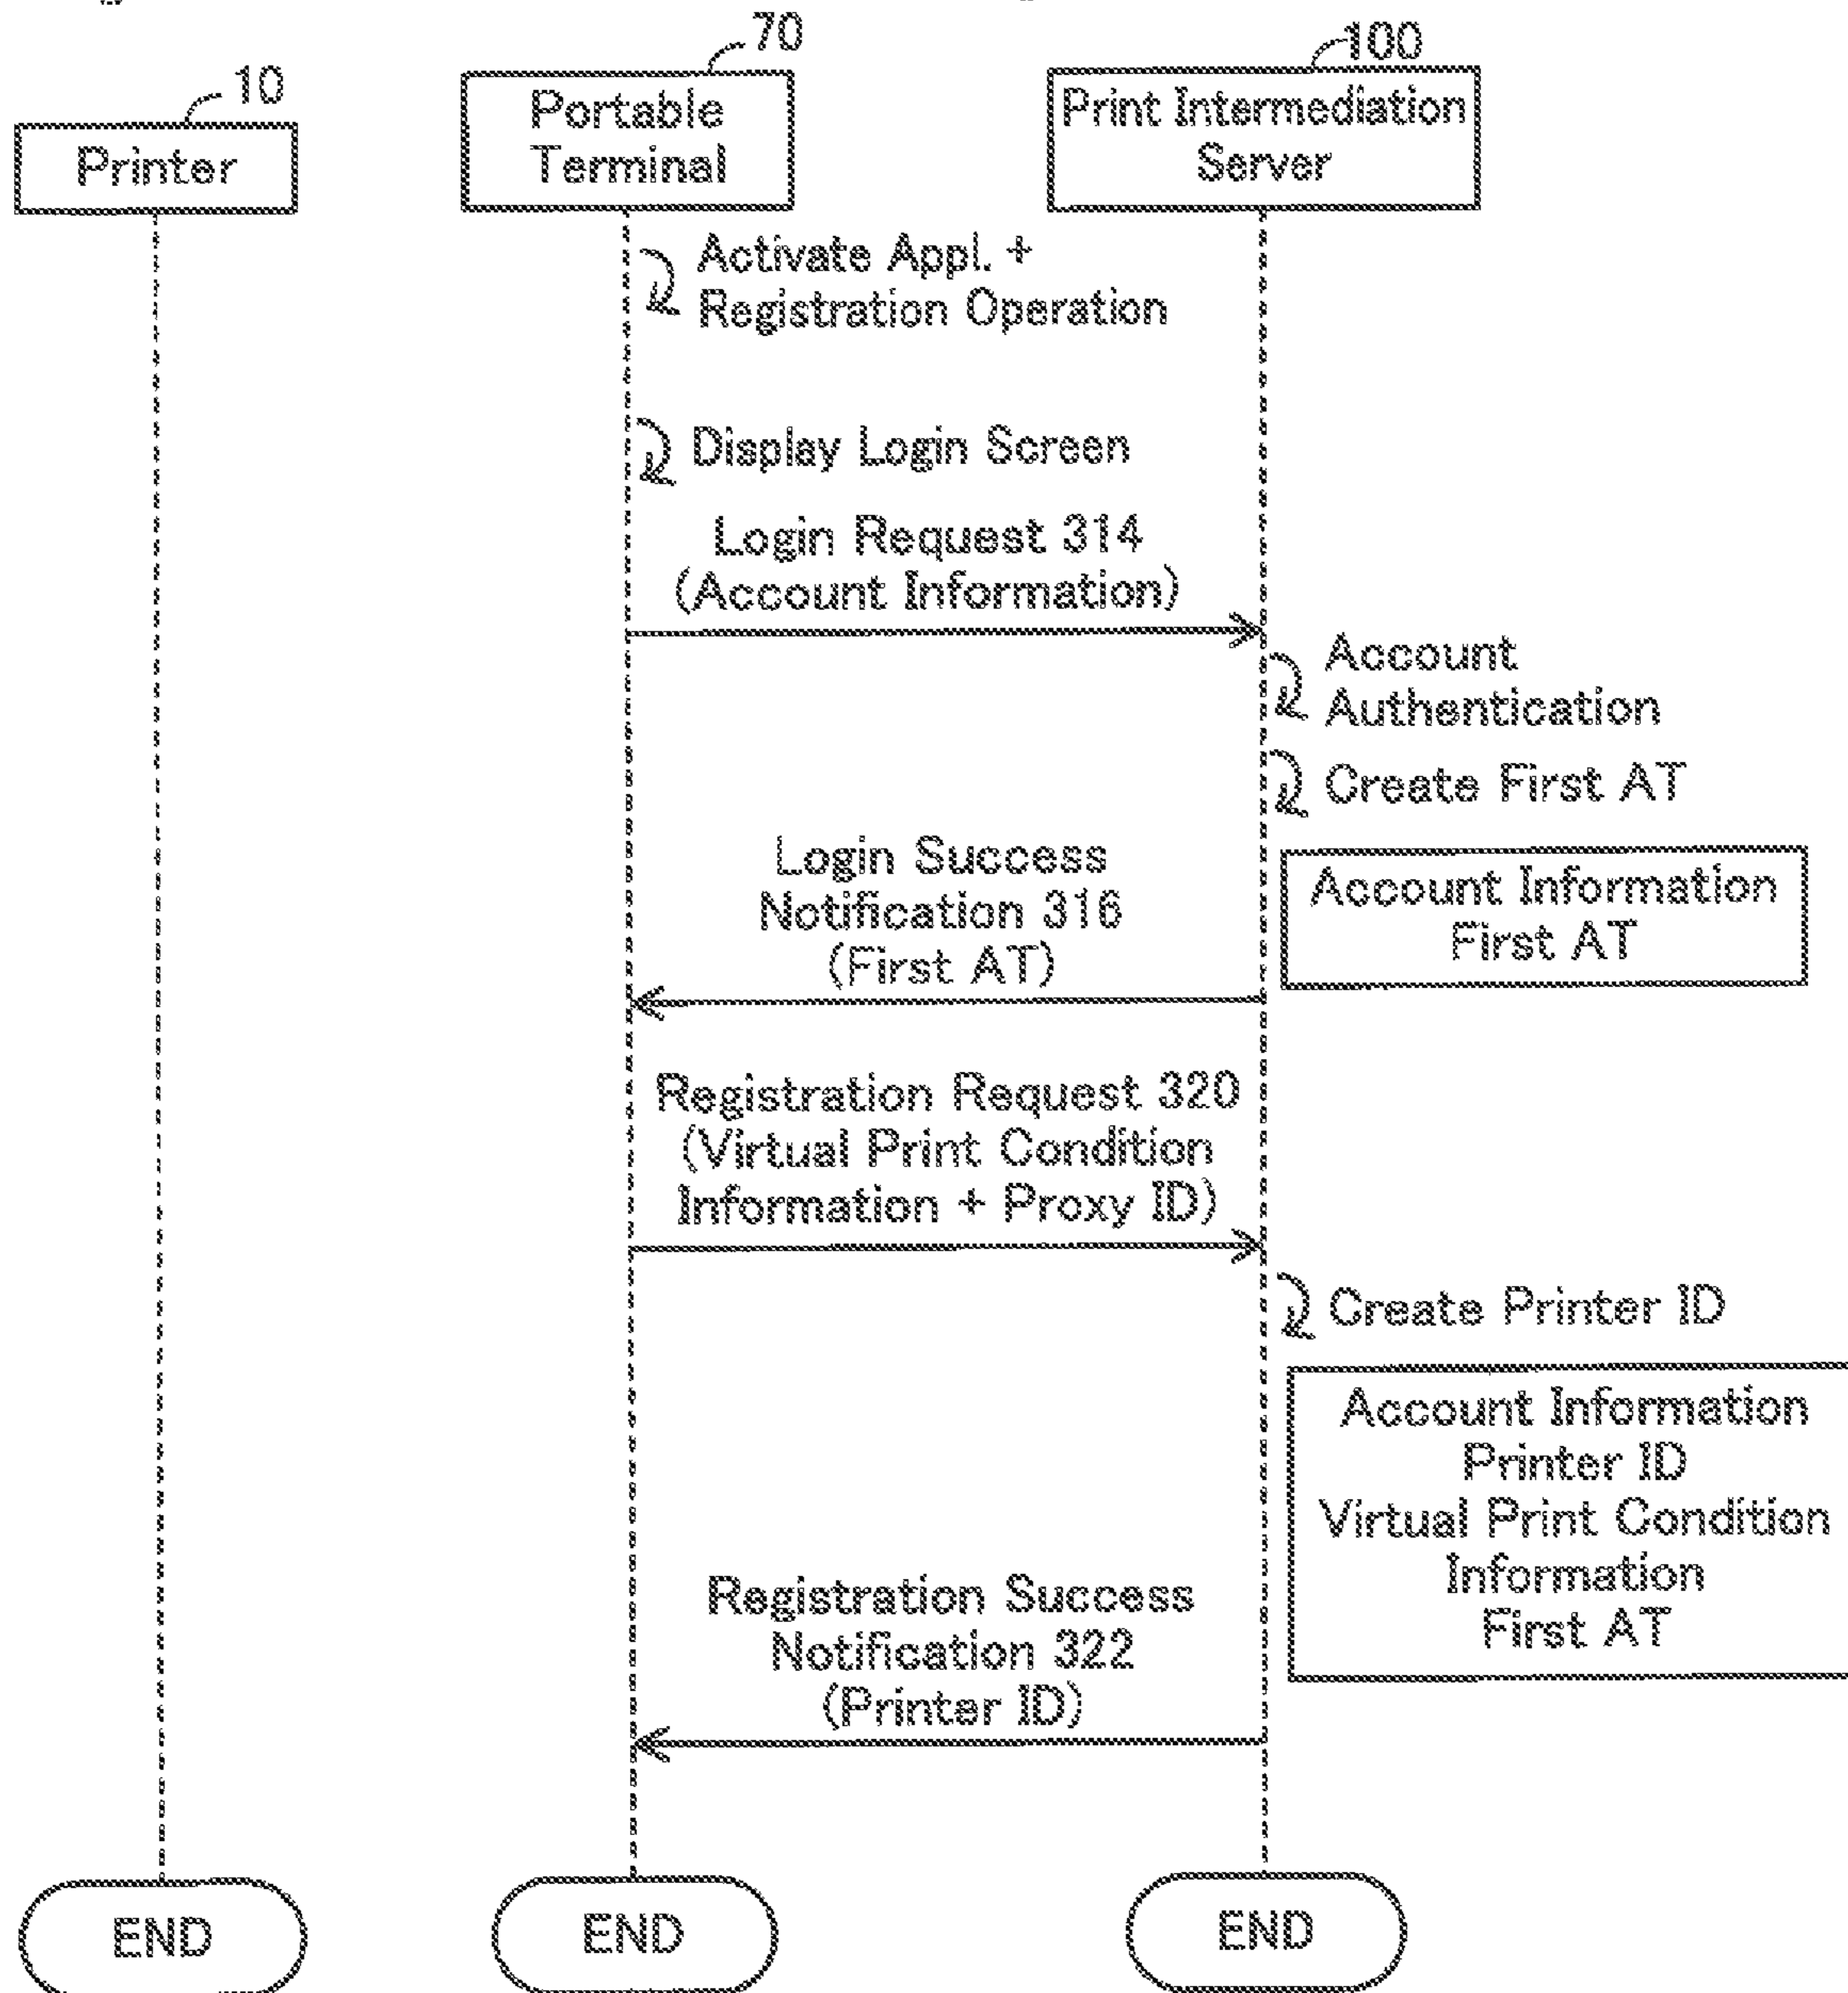 10
70
100
Printer
Portable
Terminal
Print Intermediation
Server
Activate Appl. +
Registration Operation
Display Login Screen
Login Request 314
(Account Information)
Account
Authentication
Create First AT
Login Success
Notification 316
(First AT)
Account Information
First AT
Registration Request 320
(Virtual Print Condition
Information + Proxy ID)
Create Printer ID
Account Information
Printer ID
Virtual Print Condition
Information
First AT
Registration Success
Notification 322
(Printer ID)
END
END
END